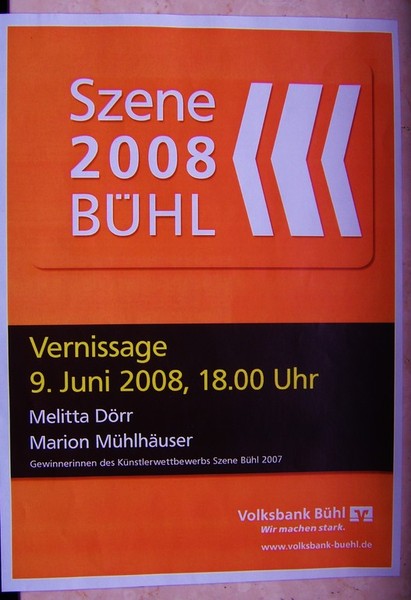 Szene
2008
BÜHL
Vernissage
9. Juni 2008, 18.00 Uhr
Melitta Dörr
Marion Mühlhäuser
Gewinnerinnen des Künstlerwettbewerbs Szene Bühl 2007
Volksbank Bühl
Wir machen stark.
www.volksbank-buehl.de